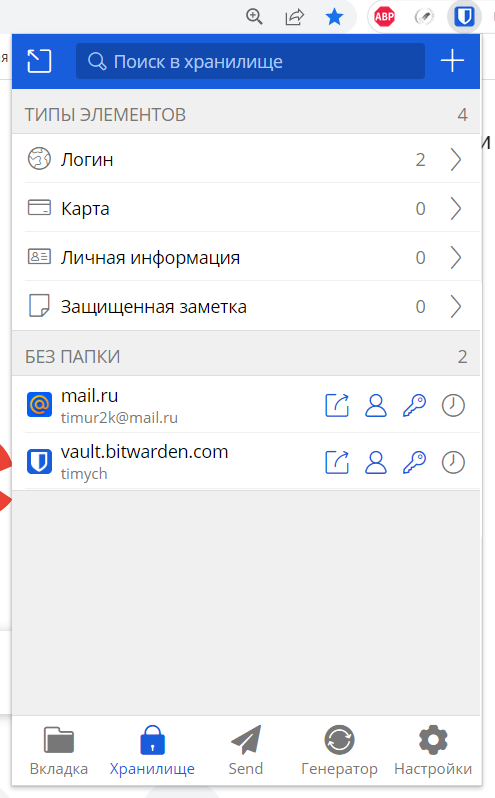 ABP
я
Поиск в хранилище
ТИПЫ ЭЛЕМЕНТОВ 4
и
Логин 2
Карта 0
Личная информация 0
Защищенная заметка 0
БЕЗ ПАПКИ 2
mail.ru
timur2k@mail.ru
vault.bitwarden.com
timych
Вкладка Хранилище Send Генератор Настройки